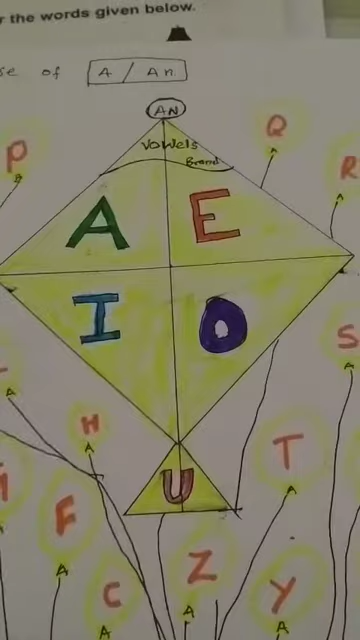 r the words given below.
se of A / An
AN
Vowels
Brand
Q
P
R
A E
I O
S
A
H
A
T
U
F
A
Z
C
Y
A
A
A
A